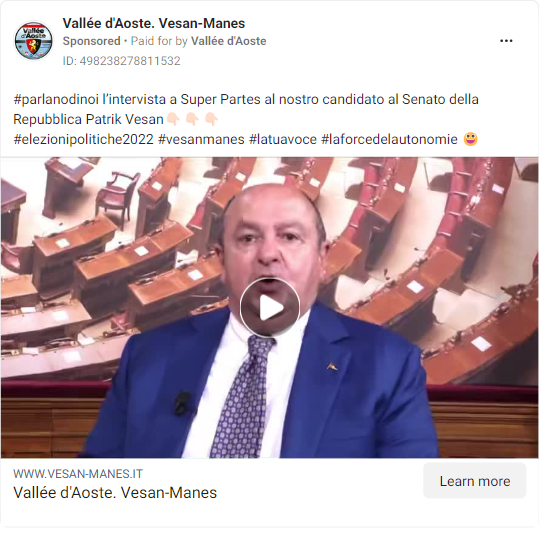 Vallée d'Aoste. Vesan-Manes
Sponsored • Paid for by Vallée d'Aoste
ID: 498238278811532
#parlanodinoi l’intervista a Super Partes al nostro candidato al Senato della
Repubblica Patrik Vesan👇🏻👇🏻👇🏻
#elezionipolitiche2022 #vesanmanes #latuavoce #laforcedelautonomie 😃
WWW.VESAN-MANES.IT
Vallée d'Aoste. Vesan-Manes
Learn more